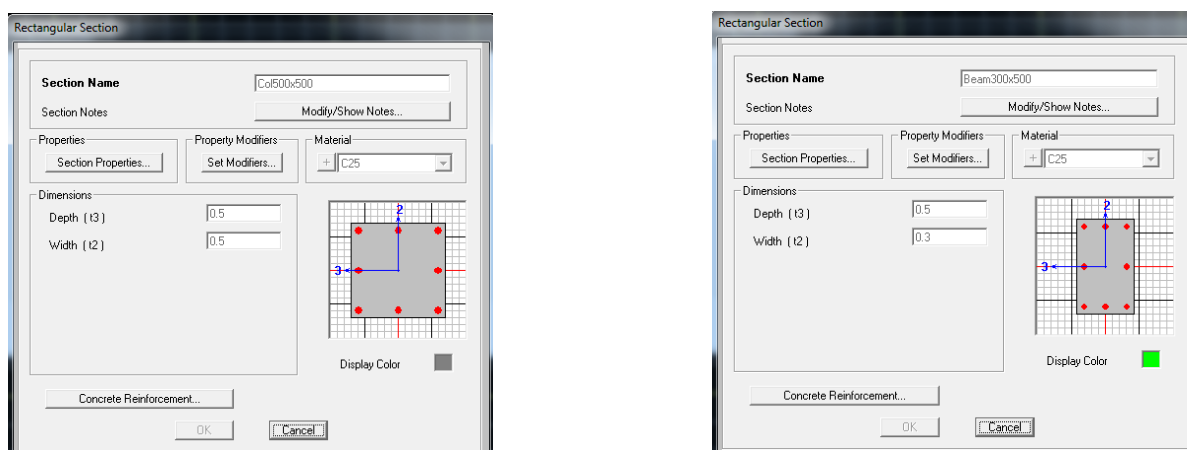 Rectangular Section
Section Name Col500x500
Section Notes Modify/Show Notes...
Properties Property Modifiers Material
Section Properties... Set Modifiers... + C25
Dimensions
Depth ( t3 ) 0.5
Width ( t2 ) 0.5
2
3
Display Color
Concrete Reinforcement...
OK Cancel
Rectangular Section
Section Name Beam300x500
Section Notes Modify/Show Notes...
Properties Property Modifiers Material
Section Properties... Set Modifiers... + C25
Dimensions
Depth ( t3 ) 0.5
Width ( t2 ) 0.3
2
3
Display Color
Concrete Reinforcement...
OK Cancel